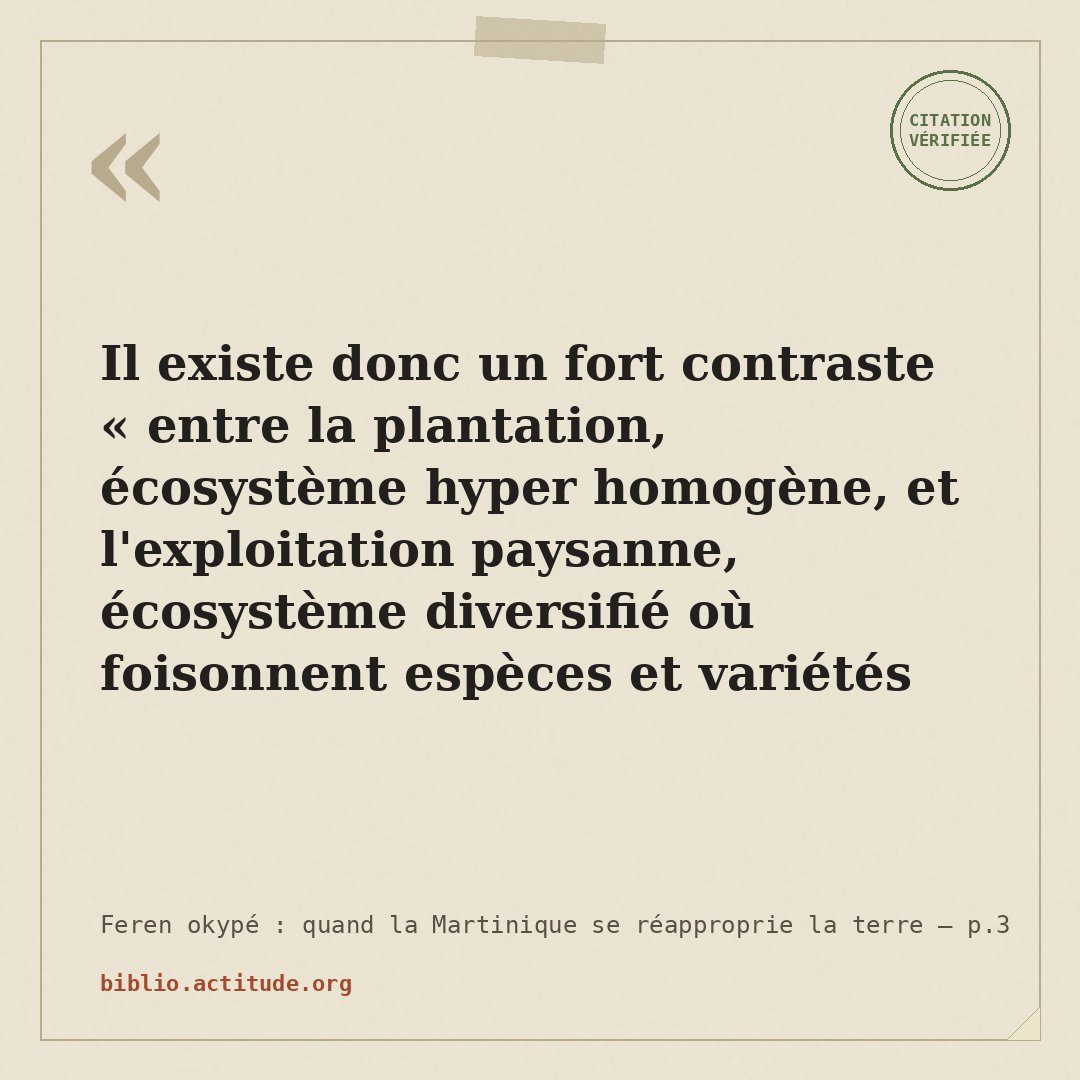 CITATION
VÉRIFIÉE
«
Il existe donc un fort contraste
« entre la plantation,
écosystème hyper homogène, et
l'exploitation paysanne,
écosystème diversifié où
foisonnent espèces et variétés
Feren okypé : quand la Martinique se réapproprie la terre — p.3
biblio.actitude.org